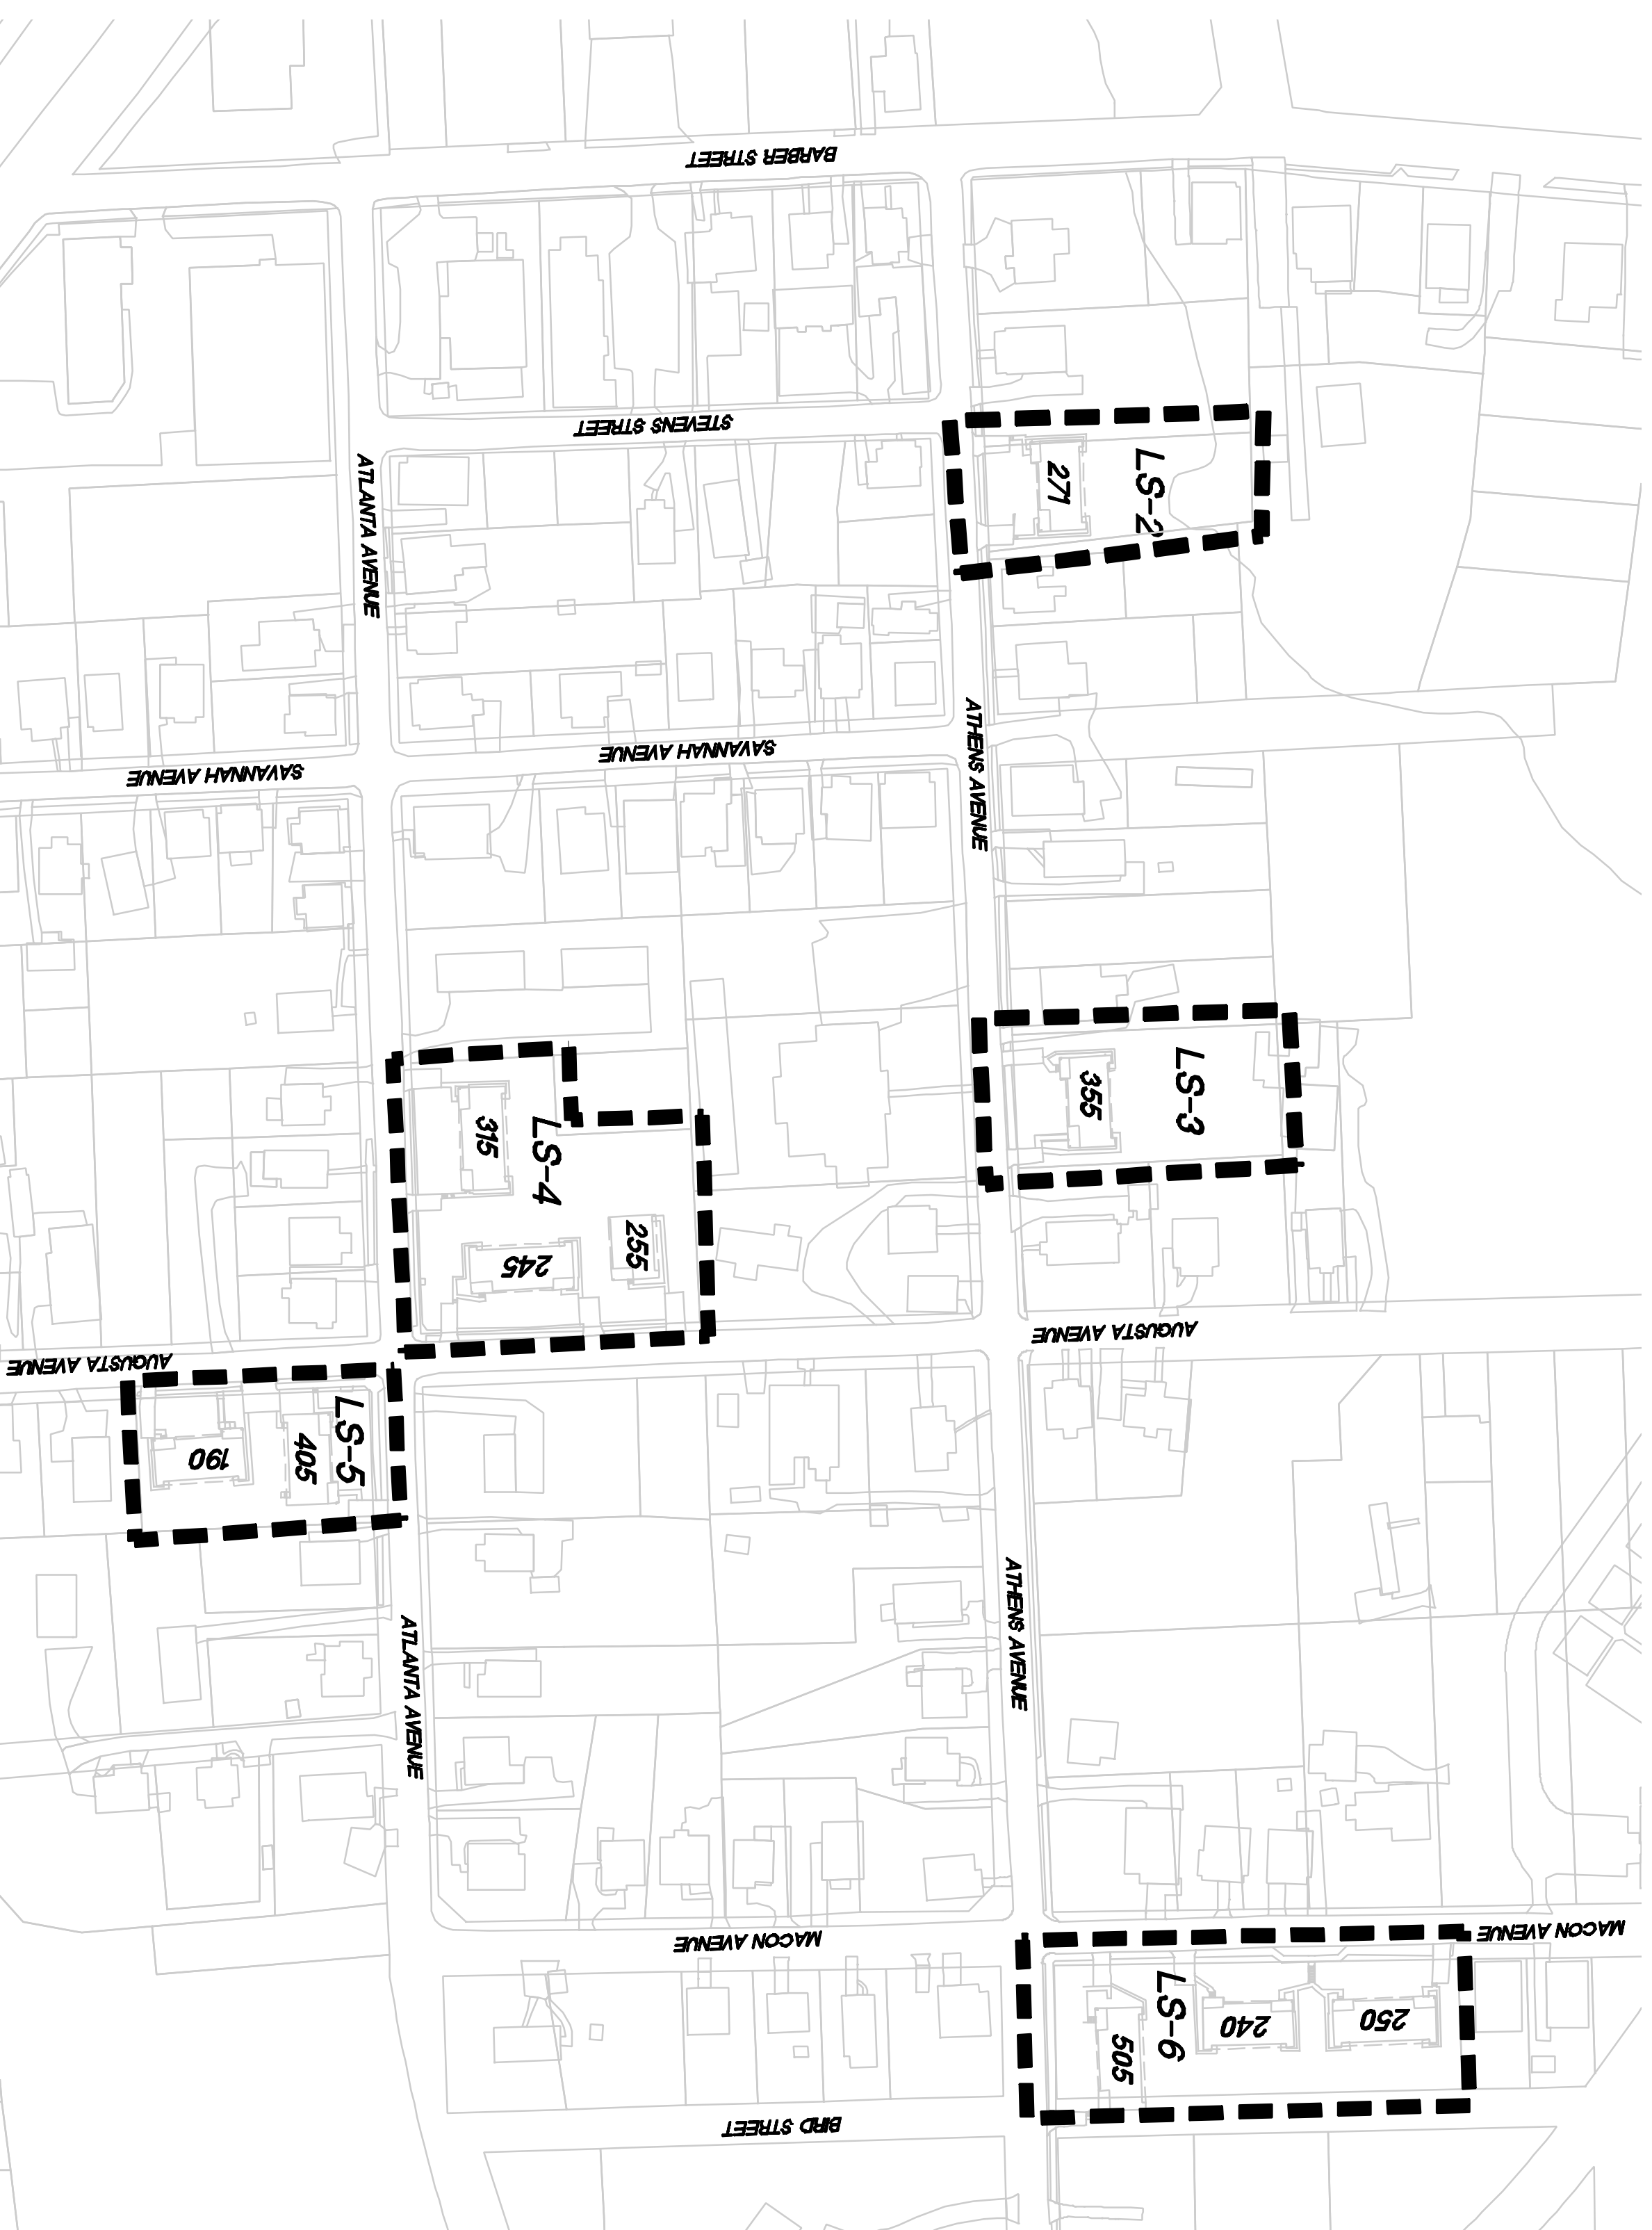 BARBER STREET
STEVENS STREET
ATLANTA AVENUE
271
LS-2
ATHENS AVENUE
SAVANNAH AVENUE
SAVANNAH AVENUE
315
LS-4
255
245
355
LS-3
AUGUSTA AVENUE
AUGUSTA AVENUE
190
405
LS-5
ATLANTA AVENUE
ATHENS AVENUE
MACON AVENUE
MACON AVENUE
505
LS-6
240
250
BIRD STREET